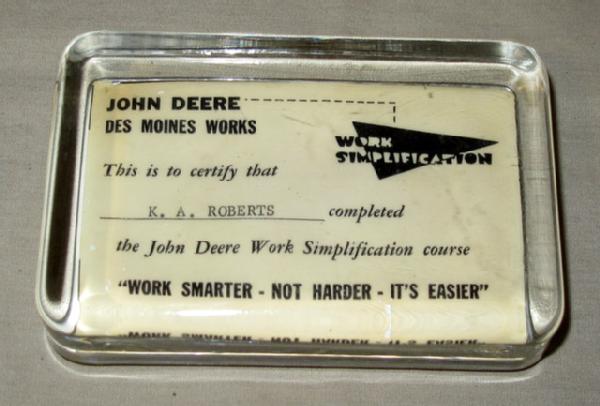 JOHN DEERE
DES MOINES WORKS
WORK
SIMPLIFICATION
This is to certify that
K. A. ROBERTS completed
the John Deere Work Simplification course
"WORK SMARTER - NOT HARDER - IT'S EASIER"